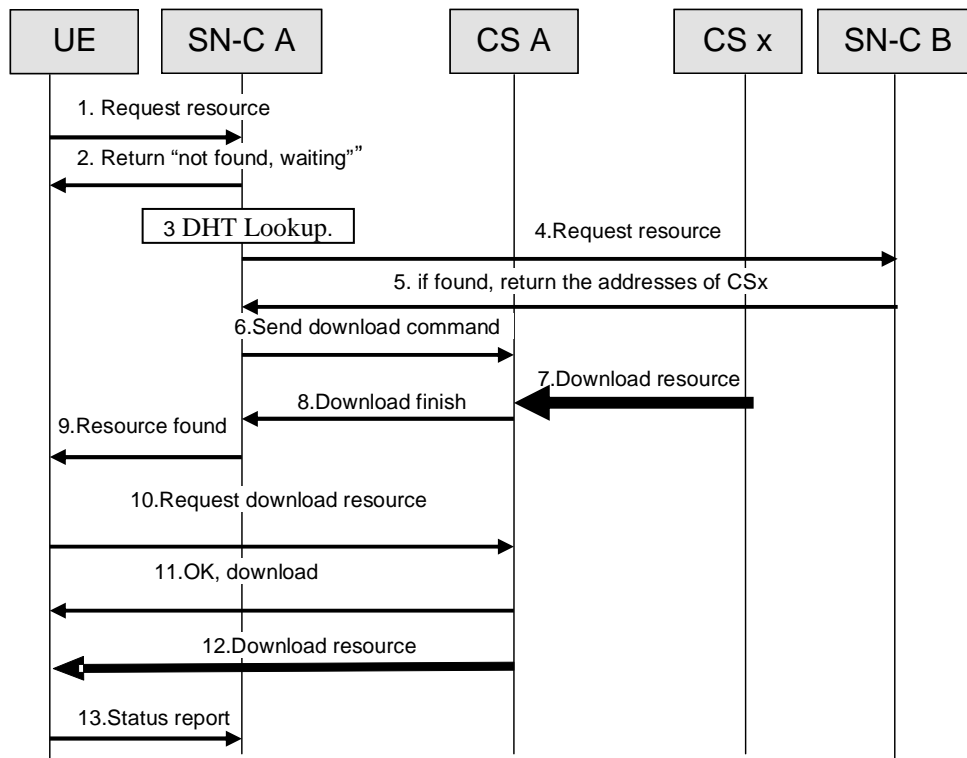 UE
SN-C A
CS A
CS x
SN-C B
1. Request resource
2. Return “not found, waiting””
3 DHT Lookup.
4.Request resource
5. if found, return the addresses of CSx
6.Send download command
7.Download resource
8.Download finish
9.Resource found
10.Request download resource
11.OK, download
12.Download resource
13.Status report